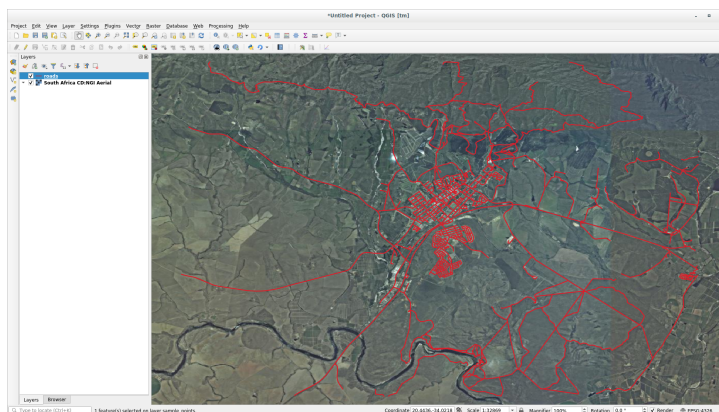 *Untitled Project - QGIS [tm]
Project Edit View Layer Settings Plugins Vector Raster Database Web Processing Help
Layers
roads
South Africa CD:NGI Aerial
Layers Browser
Type to locate (Ctrl+K)
3 feature(s) selected on layer sample_points
Coordinate 20.4436,-34.0218 Scale 1:32869 Magnifier 100% Rotation 0.0 ° Render EPSG:4326